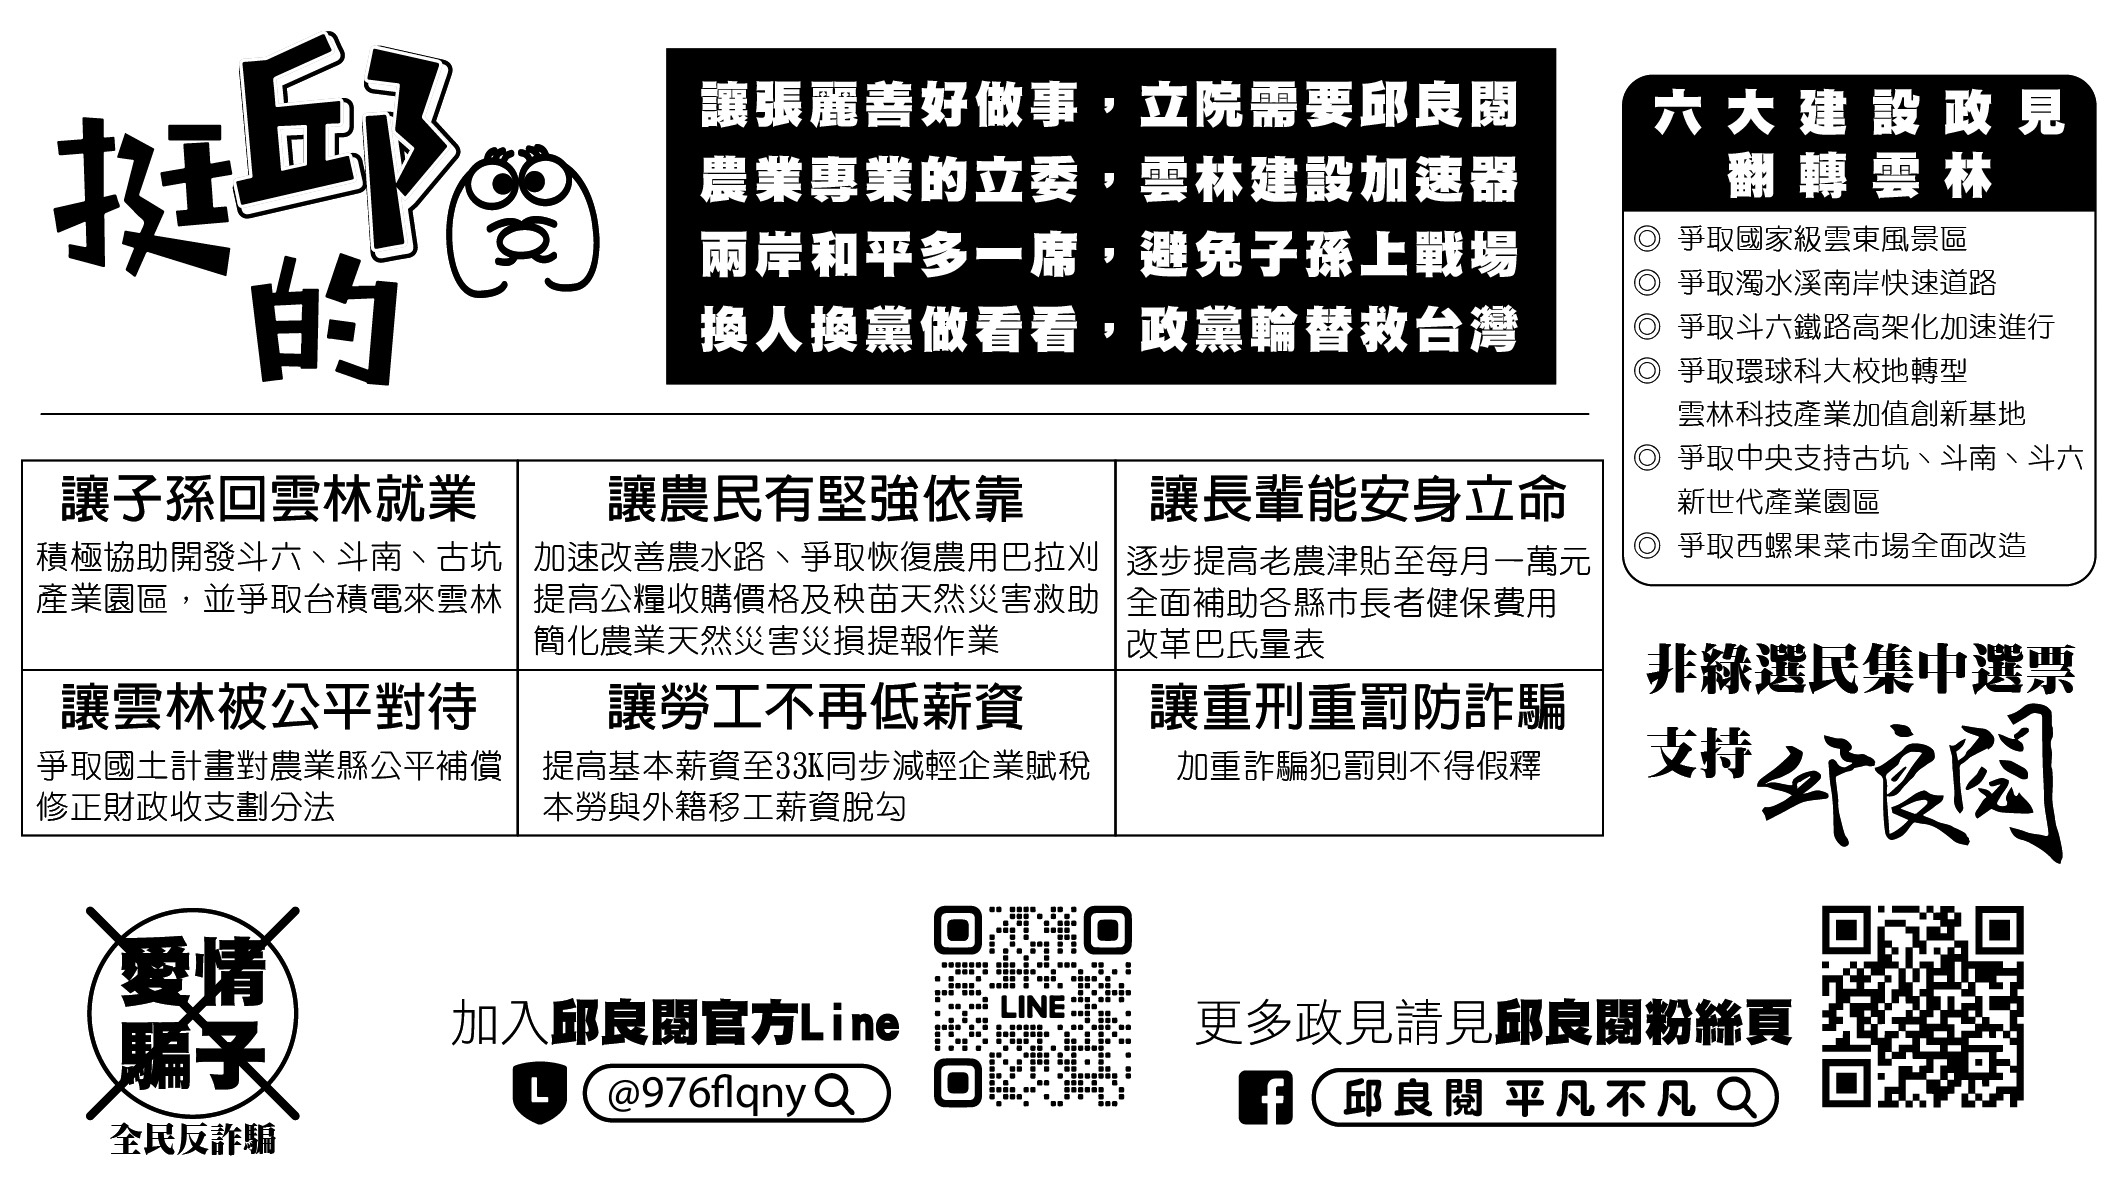 挺邱的
讓張麗善好做事，立院需要邱良閱
農業專業的立委，雲林建設加速器
兩岸和平多一席，避免子孫上戰場
換人換黨做看看，政黨輪替救台灣
六大建設政見
翻轉雲林
◎ 爭取國家級雲東風景區
◎ 爭取濁水溪南岸快速道路
◎ 爭取斗六鐵路高架化加速進行
◎ 爭取環球科大校地轉型
雲林科技產業加值創新基地
◎ 爭取中央支持古坑、斗南、斗六
新世代產業園區
◎ 爭取西螺果菜市場全面改造
讓子孫回雲林就業
積極協助開發斗六、斗南、古坑
產業園區，並爭取台積電來雲林
讓農民有堅強依靠
加速改善農水路、爭取恢復農用巴拉刈
提高公糧收購價格及秧苗天然災害救助
簡化農業天然災害災損提報作業
讓長輩能安身立命
逐步提高老農津貼至每月一萬元
全面補助各縣市長者健保費用
改革巴氏量表
讓雲林被公平對待
爭取國土計畫對農業縣公平補償
修正財政收支劃分法
讓勞工不再低薪資
提高基本薪資至33K同步減輕企業賦稅
本勞與外籍移工薪資脫勾
讓重刑重罰防詐騙
加重詐騙犯罰則不得假釋
非綠選民集中選票
支持邱良閱
愛情
騙子
全民反詐騙
加入邱良閱官方Line
L
@976flqny
LINE
更多政見請見邱良閱粉絲頁
f
邱良閱 平凡不凡